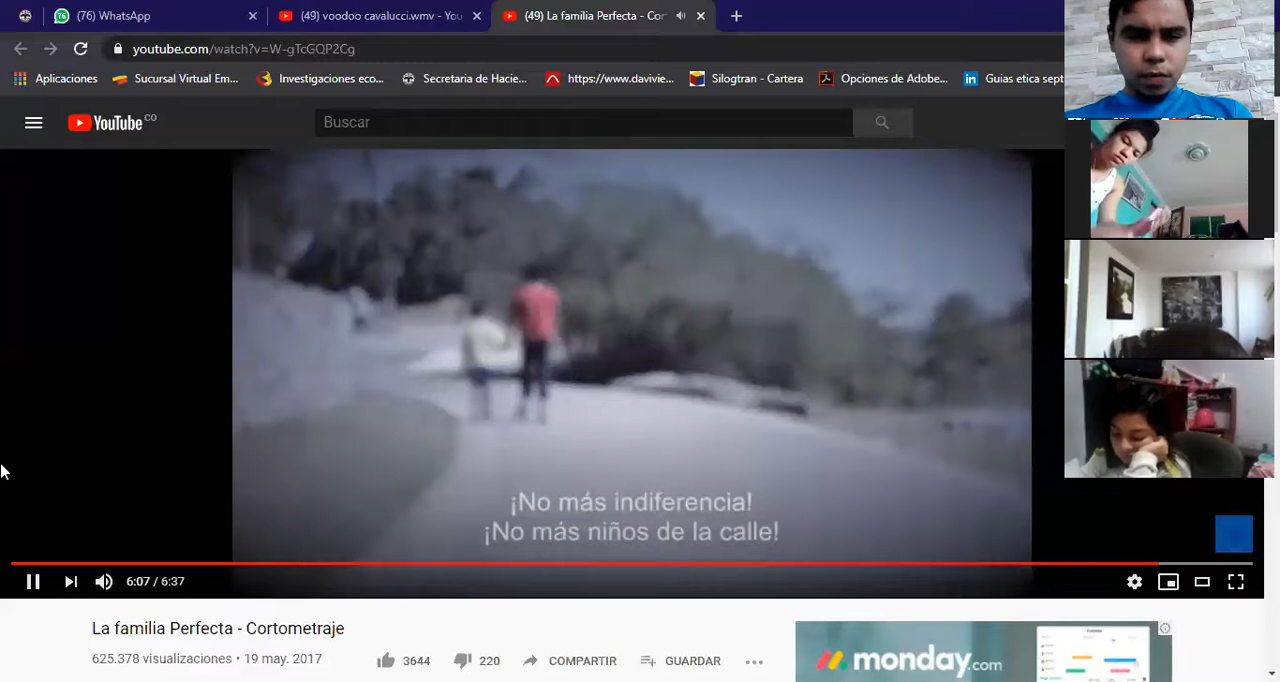 (76) WhatsApp
(49) voodoo cavalucci.wmv - You
(49) La familia Perfecta - Cor
youtube.com/watch?v=W-gTcGQP2Cg
Aplicaciones
Sucursal Virtual Em...
Investigaciones eco...
Secretaria de Hacie...
https://www.davivie...
Silogtran - Cartera
Opciones de Adobe...
Guias etica sept
YouTube CO
Buscar
¡No más indiferencia!
¡No más niños de la calle!
6:07 / 6:37
La familia Perfecta - Cortometraje
625.378 visualizaciones • 19 may. 2017
3644
220
COMPARTIR
GUARDAR
monday.com